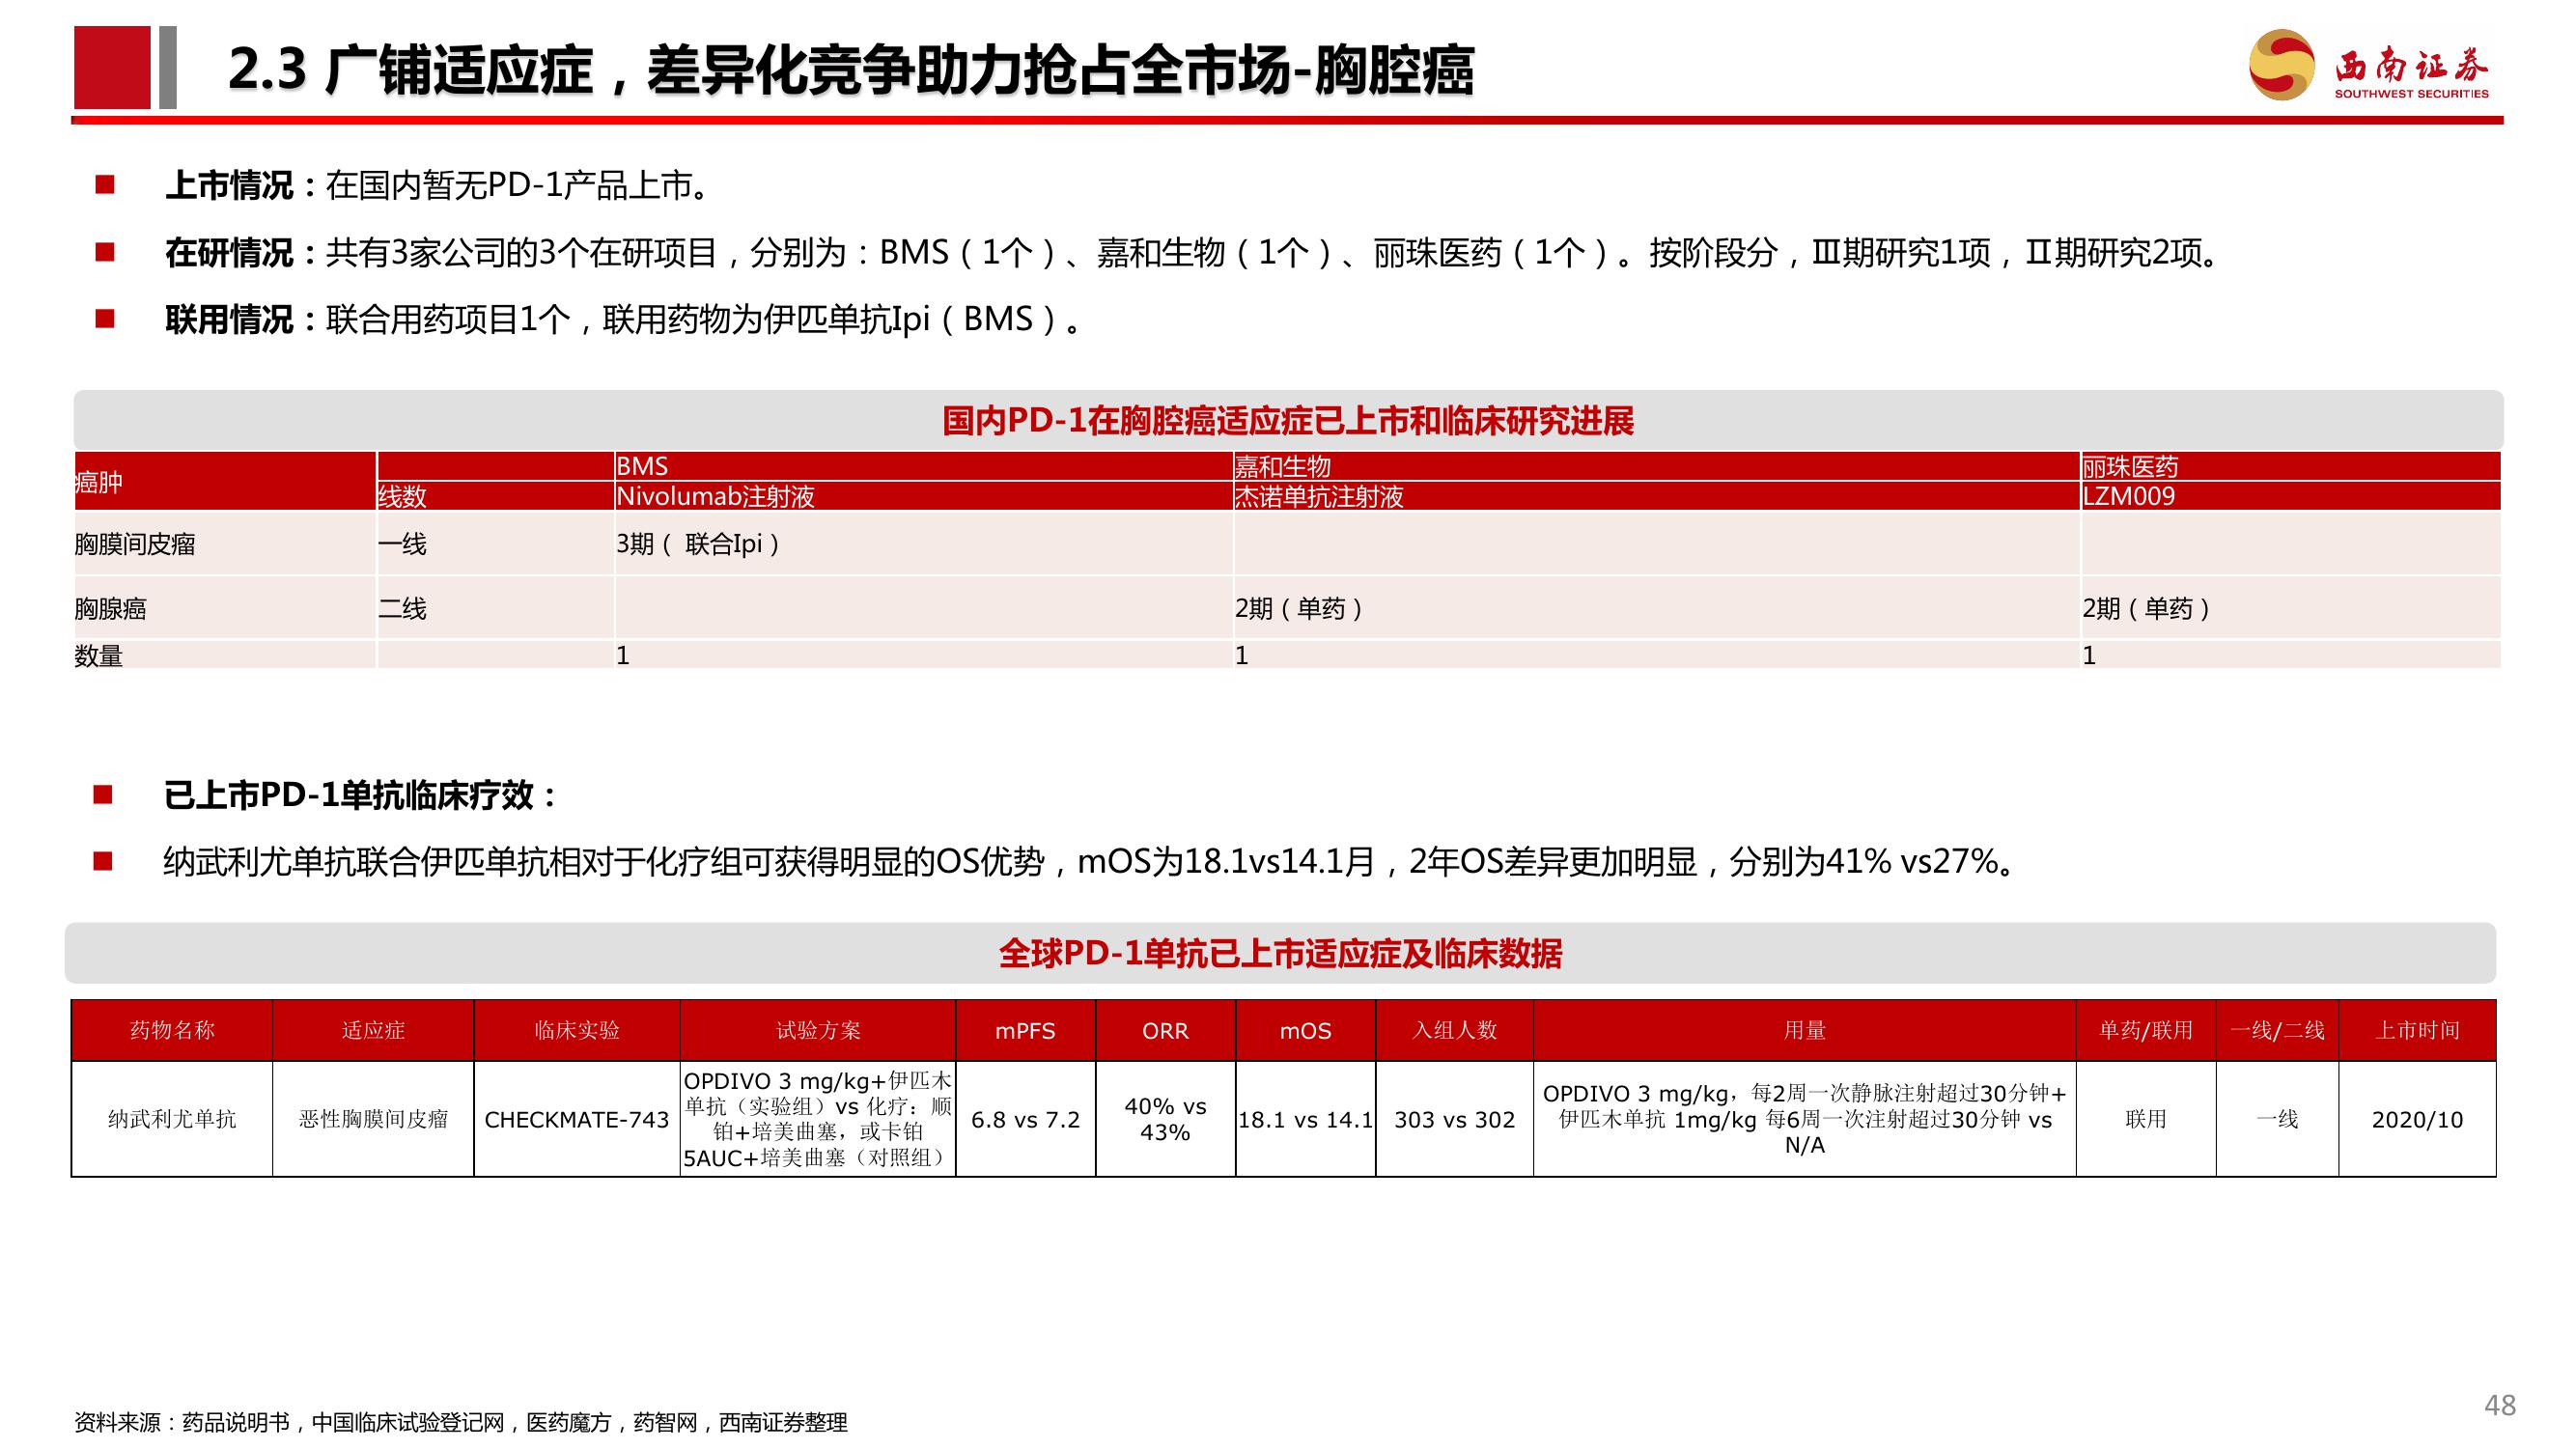 2.3 广铺适应症，差异化竞争助力抢占全市场-胸腔癌
西南证券
SOUTHWEST SECURITIES
上市情况：在国内暂无PD-1产品上市。
在研情况：共有3家公司的3个在研项目，分别为：BMS（1个）、嘉和生物（1个）、丽珠医药（1个）。按阶段分，Ⅲ期研究1项，Ⅱ期研究2项。
联用情况：联合用药项目1个，联用药物为伊匹单抗Ipi（BMS）。
国内PD-1在胸腔癌适应症已上市和临床研究进展
癌肿 BMS 嘉和生物 丽珠医药
线数 Nivolumab注射液 杰诺单抗注射液 LZM009
胸膜间皮瘤 一线 3期（ 联合Ipi）
胸腺癌 二线 2期（单药） 2期（单药）
数量 1 1 1
已上市PD-1单抗临床疗效：
纳武利尤单抗联合伊匹单抗相对于化疗组可获得明显的OS优势，mOS为18.1vs14.1月，2年OS差异更加明显，分别为41% vs27%。
全球PD-1单抗已上市适应症及临床数据
药物名称 适应症 临床实验 试验方案 mPFS ORR mOS 入组人数 用量 单药/联用 一线/二线 上市时间
纳武利尤单抗 恶性胸膜间皮瘤 CHECKMATE-743
OPDIVO 3 mg/kg+伊匹木
单抗（实验组）vs 化疗：顺
铂+培美曲塞，或卡铂
5AUC+培美曲塞（对照组）
6.8 vs 7.2
40% vs
43%
18.1 vs 14.1 303 vs 302
OPDIVO 3 mg/kg，每2周一次静脉注射超过30分钟+
伊匹木单抗 1mg/kg 每6周一次注射超过30分钟 vs
N/A
联用 一线 2020/10
资料来源：药品说明书，中国临床试验登记网，医药魔方，药智网，西南证券整理
48